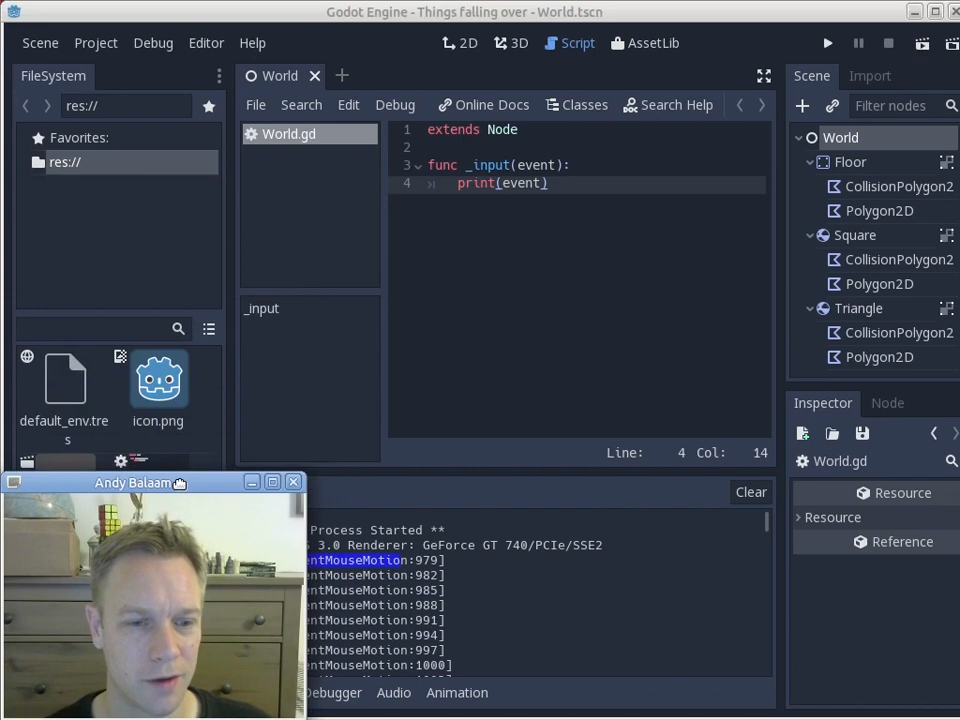 Godot Engine - Things falling over - World.tscn
Scene Project Debug Editor Help
2D 3D Script AssetLib
FileSystem
res://
Favorites:
res://
default_env.tre
s
icon.png
World
File Search Edit Debug Online Docs Classes Search Help
World.gd
_input
1 extends Node
2
3 func _input(event):
4 print(event)
Line: 4 Col: 14
Scene Import
Filter nodes
World
Floor
CollisionPolygon2
Polygon2D
Square
CollisionPolygon2
Polygon2D
Triangle
CollisionPolygon2
Polygon2D
Inspector Node
World.gd
Resource
Resource
Reference
Andy Balaam
Clear
Process Started **
3.0 Renderer: GeForce GT 740/PCIe/SSE2
entMouseMotion:979]
entMouseMotion:982]
entMouseMotion:985]
entMouseMotion:988]
entMouseMotion:991]
entMouseMotion:994]
entMouseMotion:997]
entMouseMotion:1000]
Debugger Audio Animation